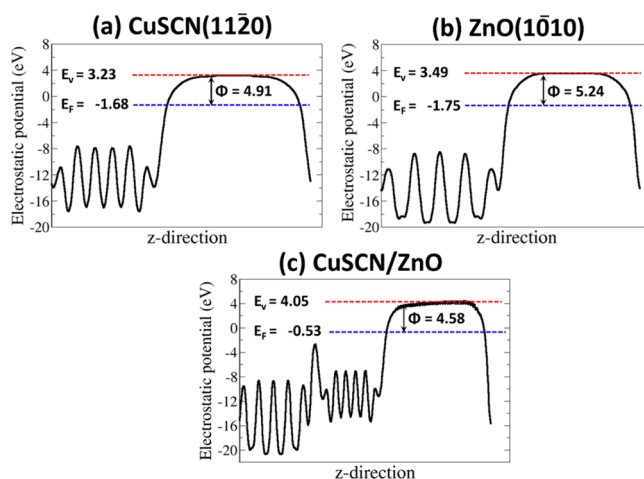 (a) CuSCN(112̄0)
Electrostatic potential (eV)
8
4
0
-4
-8
-12
-16
-20
Eᵥ = 3.23
E_F = -1.68
Φ = 4.91
z-direction
(b) ZnO(101̄0)
Electrostatic potential (eV)
8
4
0
-4
-8
-12
-16
-20
Eᵥ = 3.49
E_F = -1.75
Φ = 5.24
z-direction
(c) CuSCN/ZnO
Electrostatic potential (eV)
8
4
0
-4
-8
-12
-16
-20
Eᵥ = 4.05
E_F = -0.53
Φ = 4.58
z-direction